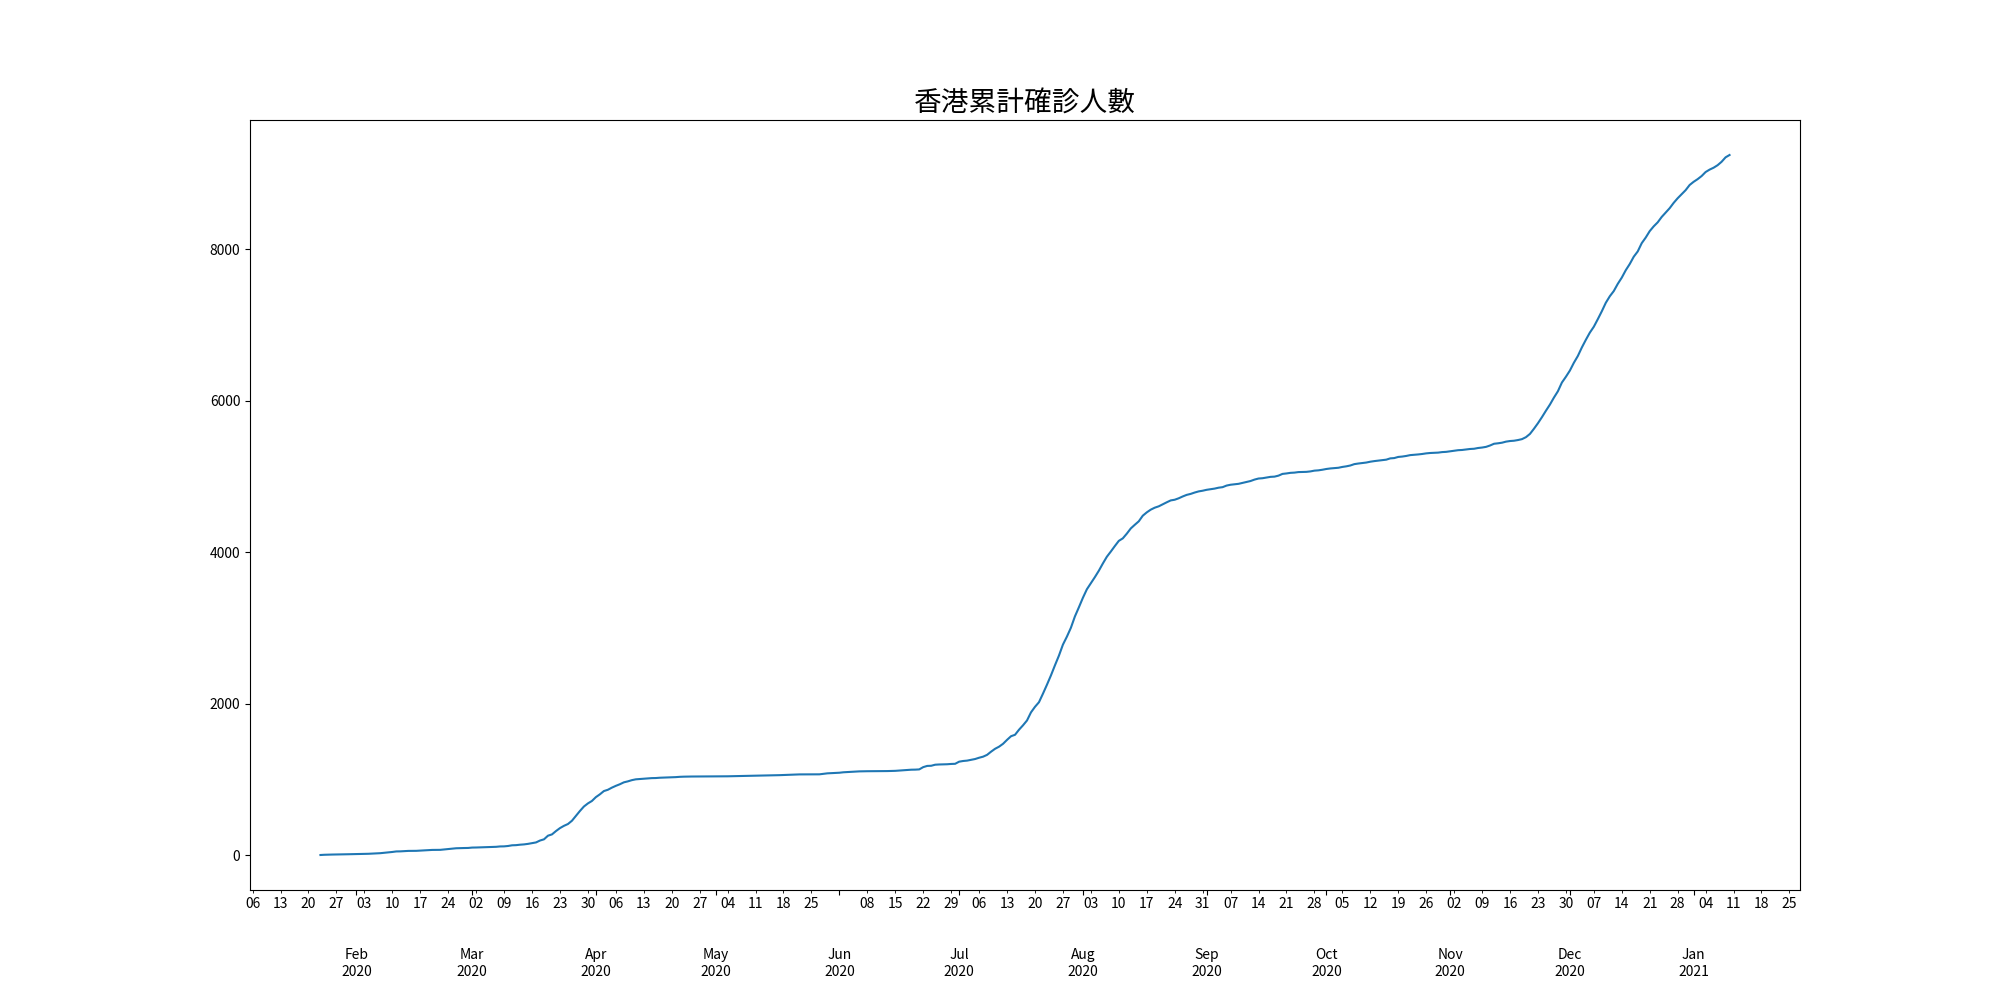 香港累計確診人數
8000
6000
4000
2000
0
06 13 20 27 03 10 17 24 02 09 16 23 30 06 13 20 27 04 11 18 25 08 15 22 29 06 13 20 27 03 10 17 24 31 07 14 21 28 05 12 19 26 02 09 16 23 30 07 14 21 28 04 11 18 25
Feb Mar Apr May Jun Jul Aug Sep Oct Nov Dec Jan
2020 2020 2020 2020 2020 2020 2020 2020 2020 2020 2020 2021